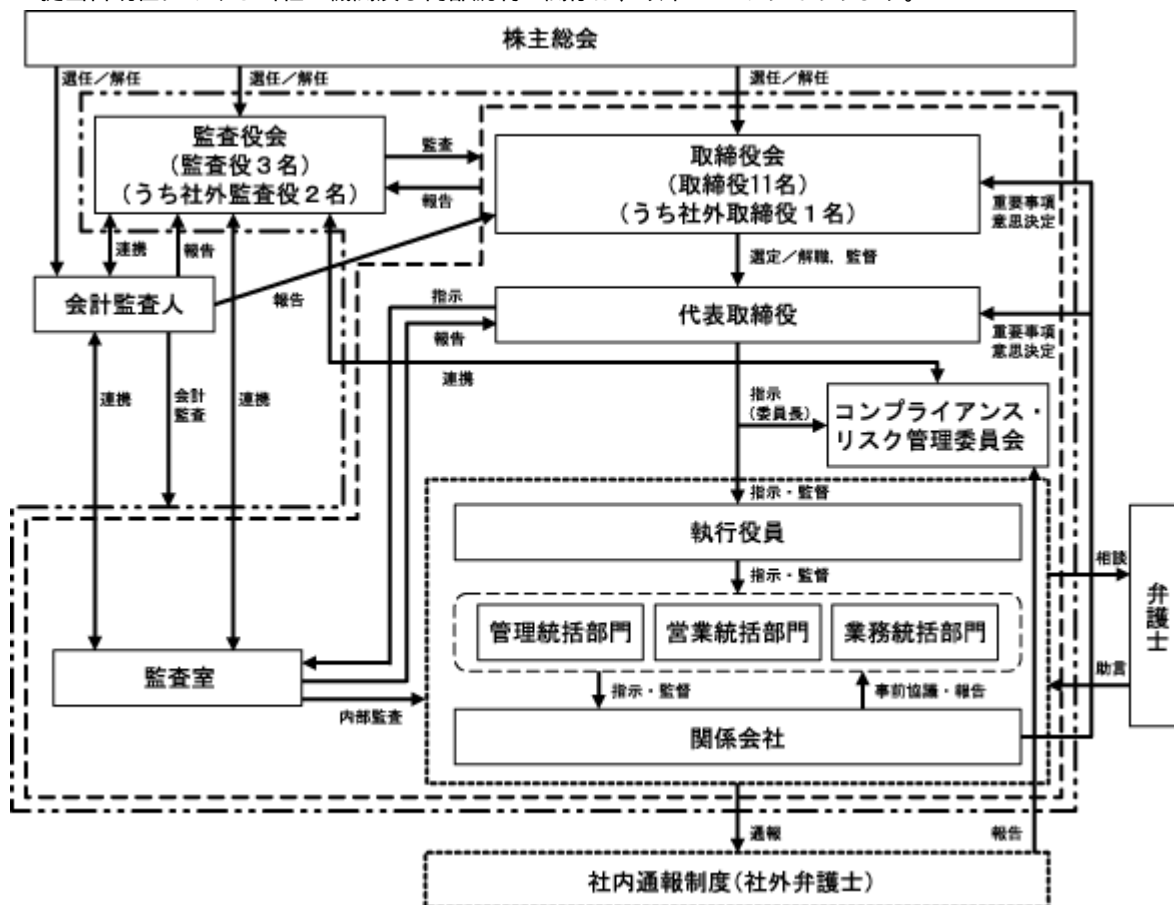 株主総会
選任／解任
選任／解任
選任／解任
監査役会
(監査役３名)
(うち社外監査役２名)
監査
報告
取締役会
(取締役11名)
(うち社外取締役１名)
重要事項
意思決定
連携
報告
選定／解職，監督
会計監査人
報告
指示
報告
代表取締役
重要事項
意思決定
連携
連携
会計
監査
連携
指示
(委員長)
コンプライアンス・
リスク管理委員会
指示・監督
執行役員
指示・監督
相談
弁護士
管理統括部門
営業統括部門
業務統括部門
監査室
助言
指示・監督
事前協議・報告
内部監査
関係会社
通報
報告
社内通報制度(社外弁護士)